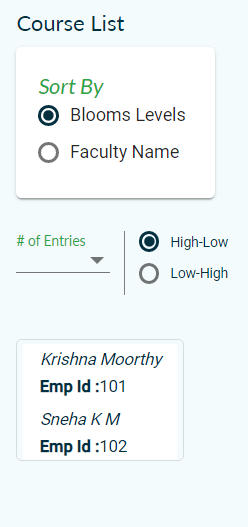 Course List
Sort By
Blooms Levels
Faculty Name
# of Entries
High-Low
Low-High
Krishna Moorthy
Emp Id :101
Sneha K M
Emp Id :102